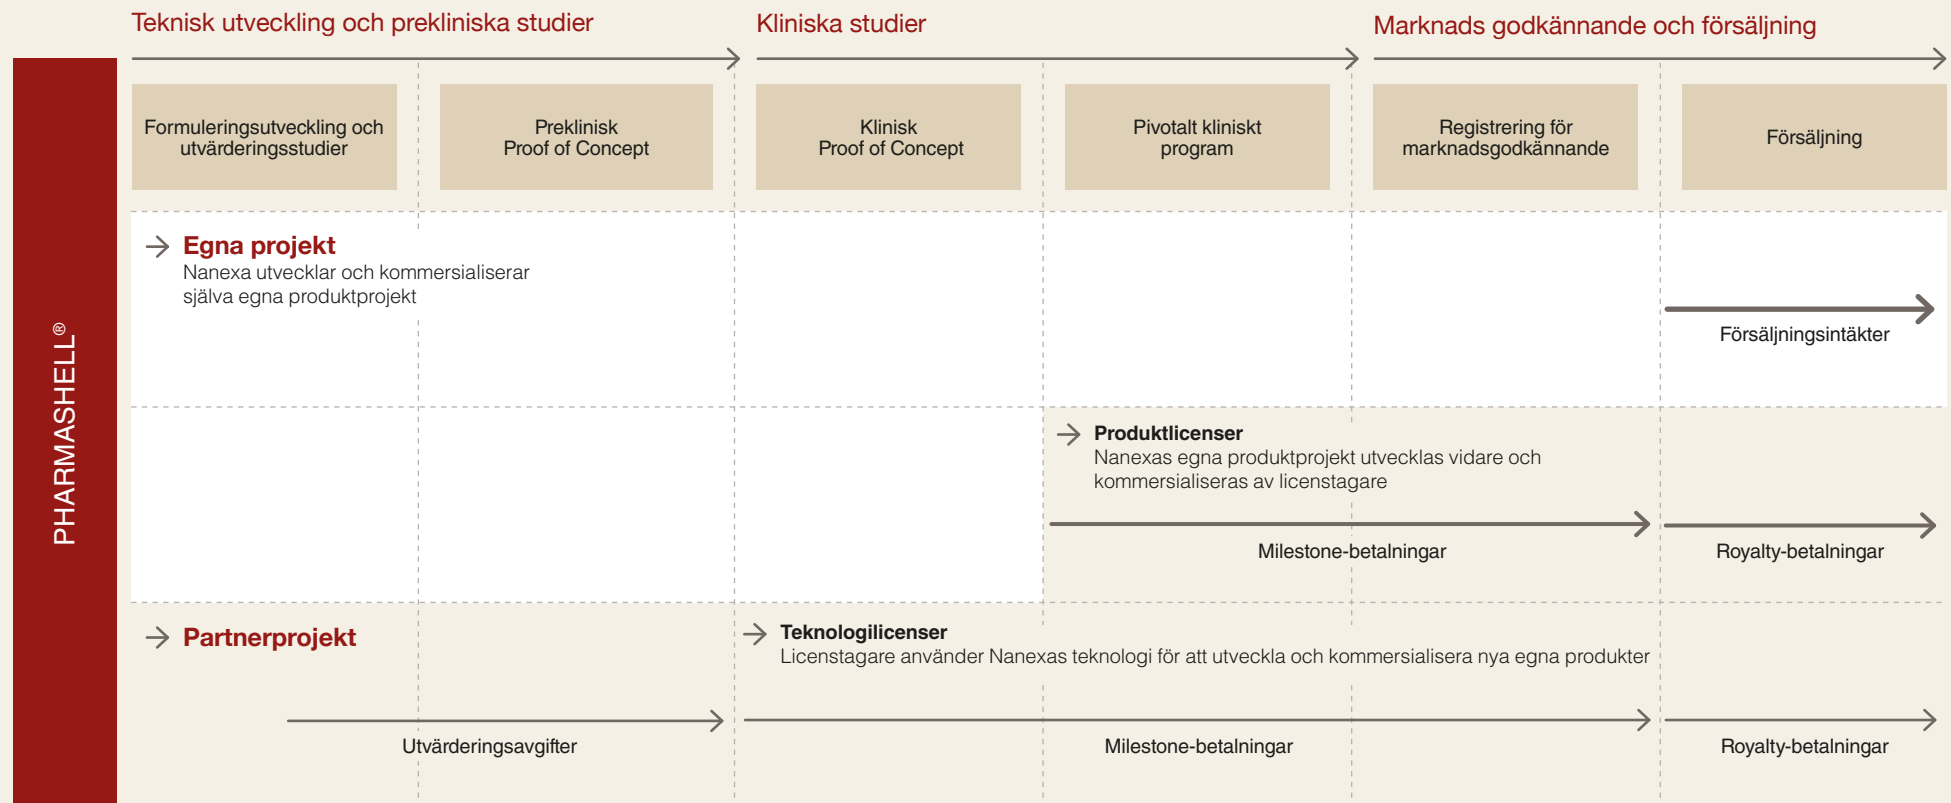 Teknisk utveckling och prekliniska studier
Kliniska studier
Marknads godkännande och försäljning
Formuleringsutveckling och
utvärderingsstudier
Preklinisk
Proof of Concept
Klinisk
Proof of Concept
Pivotalt kliniskt
program
Registrering för
marknadsgodkännande
Försäljning
PHARMASHELL®
Egna projekt
Nanexa utvecklar och kommersialiserar
själva egna produktprojekt
Försäljningsintäkter
Produktlicenser
Nanexas egna produktprojekt utvecklas vidare och
kommersialiseras av licenstagare
Milestone-betalningar
Royalty-betalningar
Partnerprojekt
Teknologilicenser
Licenstagare använder Nanexas teknologi för att utveckla och kommersialisera nya egna produkter
Utvärderingsavgifter
Milestone-betalningar
Royalty-betalningar